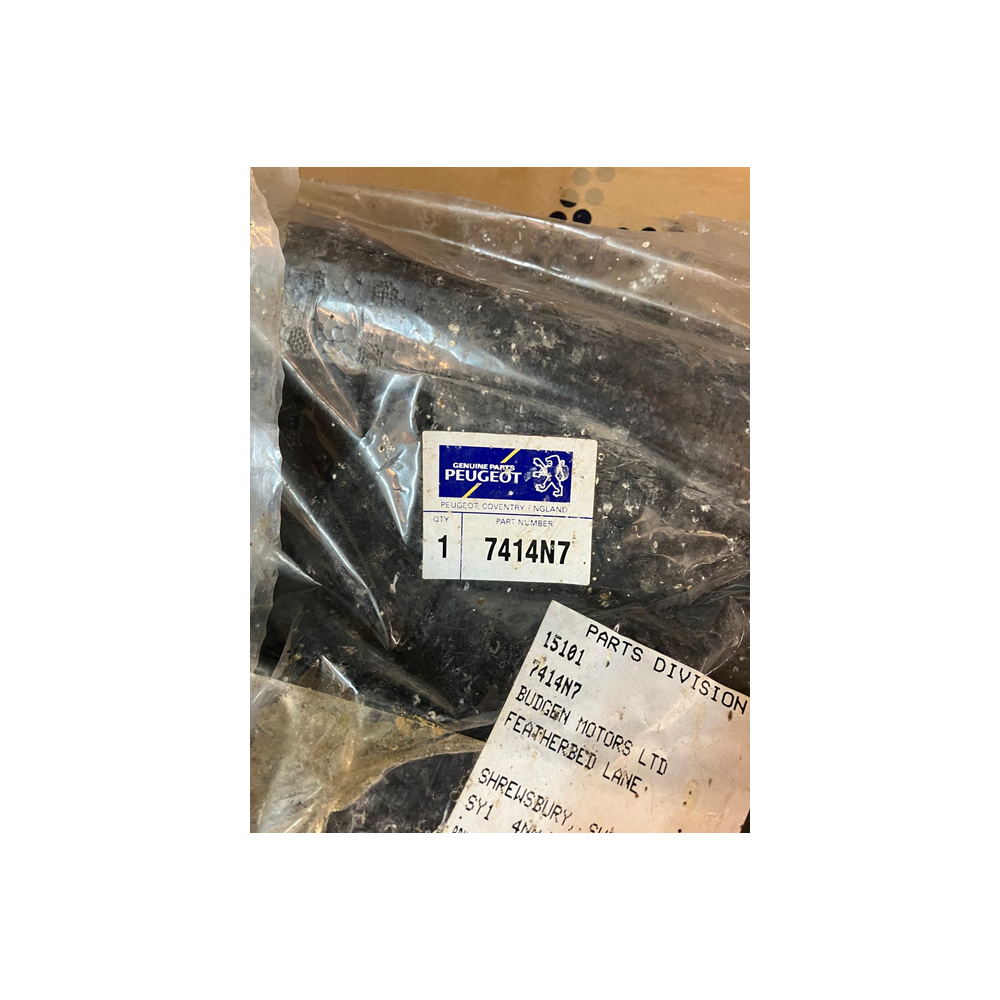 GENUINE PARTS
PEUGEOT
PEUGEOT, COVENTRY, ENGLAND
QTY
PART NUMBER
1
7414N7
PARTS DIVISION
15101
7414N7
BUDGEN MOTORS LTD
FEATHERBED LANE,
SHREWSBURY,
SY1